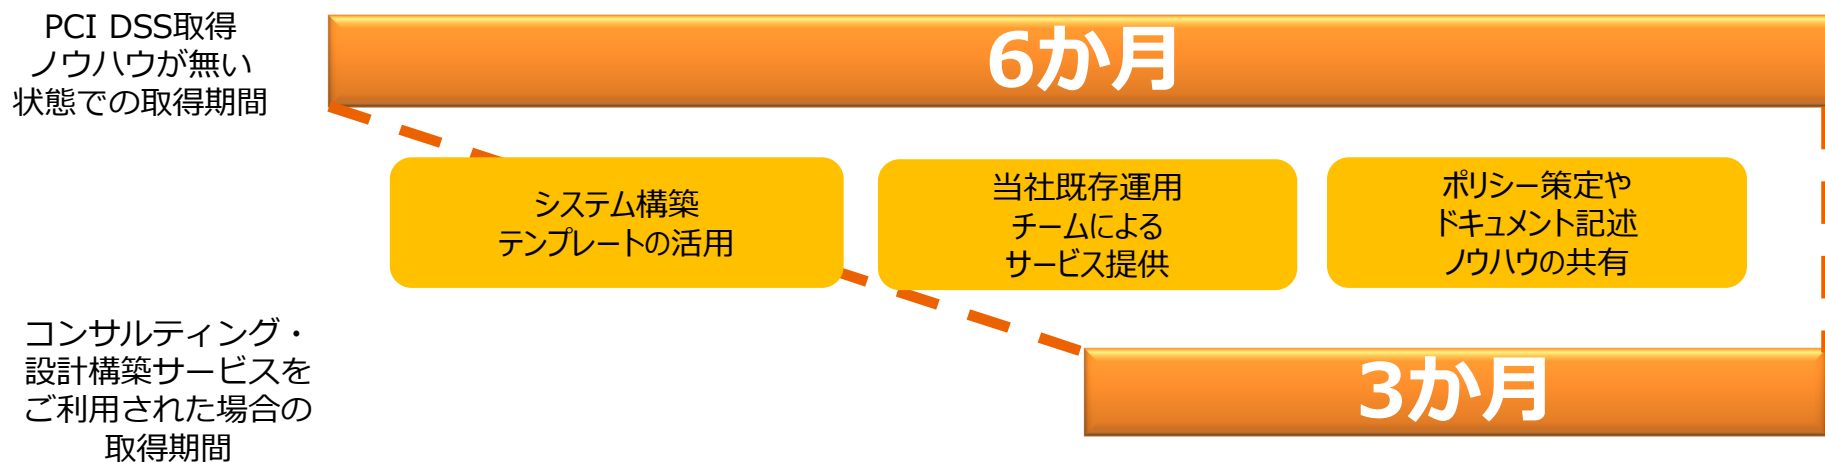 PCI DSS取得
ノウハウが無い
状態での取得期間
6か月
システム構築
テンプレートの活用
当社既存運用
チームによる
サービス提供
ポリシー策定や
ドキュメント記述
ノウハウの共有
コンサルティング・
設計構築サービスを
ご利用された場合の
取得期間
3か月